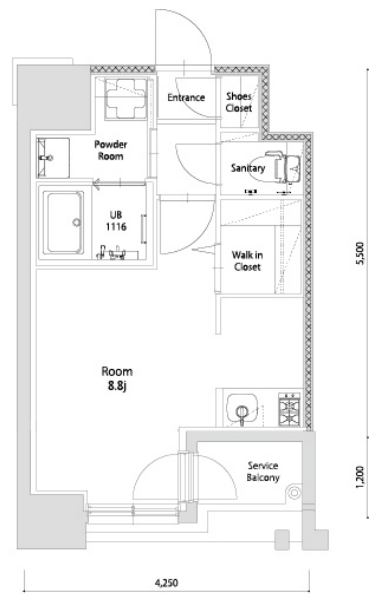 Entrance
Shoes
Closet
Powder
Room
Sanitary
UB
1116
Walk in
Closet
5,500
Room
8.8j
Service
Balcony
1,200
4,250